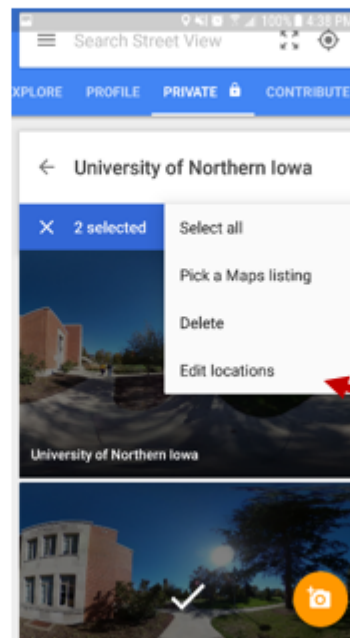 100% 4:38 PM
Search Street View
XPLORE PROFILE PRIVATE CONTRIBUTE
University of Northern Iowa
2 selected
Select all
Pick a Maps listing
Delete
Edit locations
University of Northern Iowa